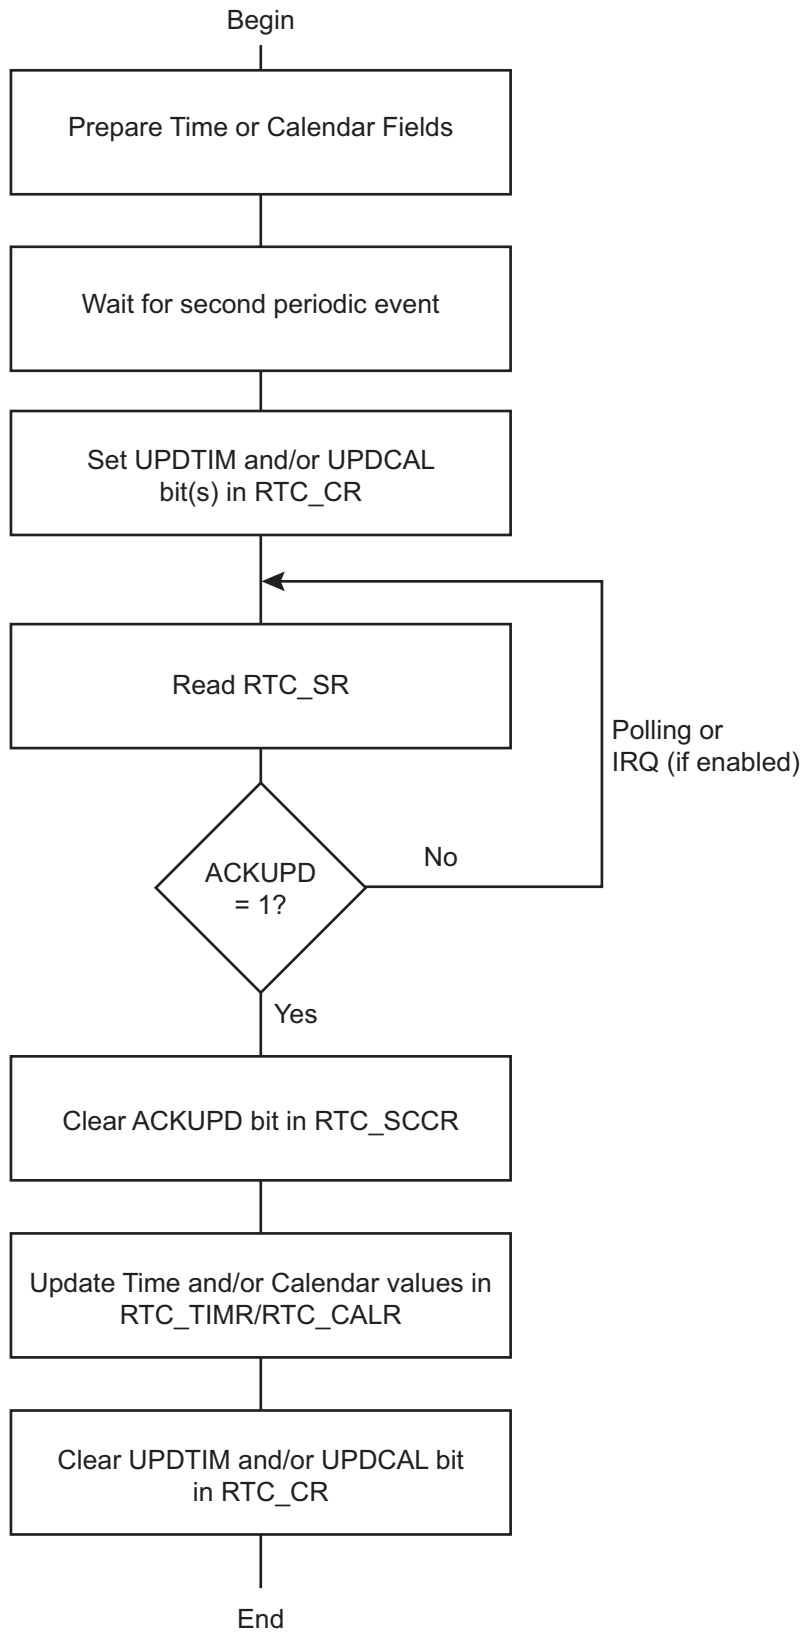 Begin
Prepare Time or Calendar Fields
Wait for second periodic event
Set UPDTIM and/or UPDCAL
bit(s) in RTC_CR
Read RTC_SR
Polling or
IRQ (if enabled)
ACKUPD
= 1?
No
Yes
Clear ACKUPD bit in RTC_SCCR
Update Time and/or Calendar values in
RTC_TIMR/RTC_CALR
Clear UPDTIM and/or UPDCAL bit
in RTC_CR
End